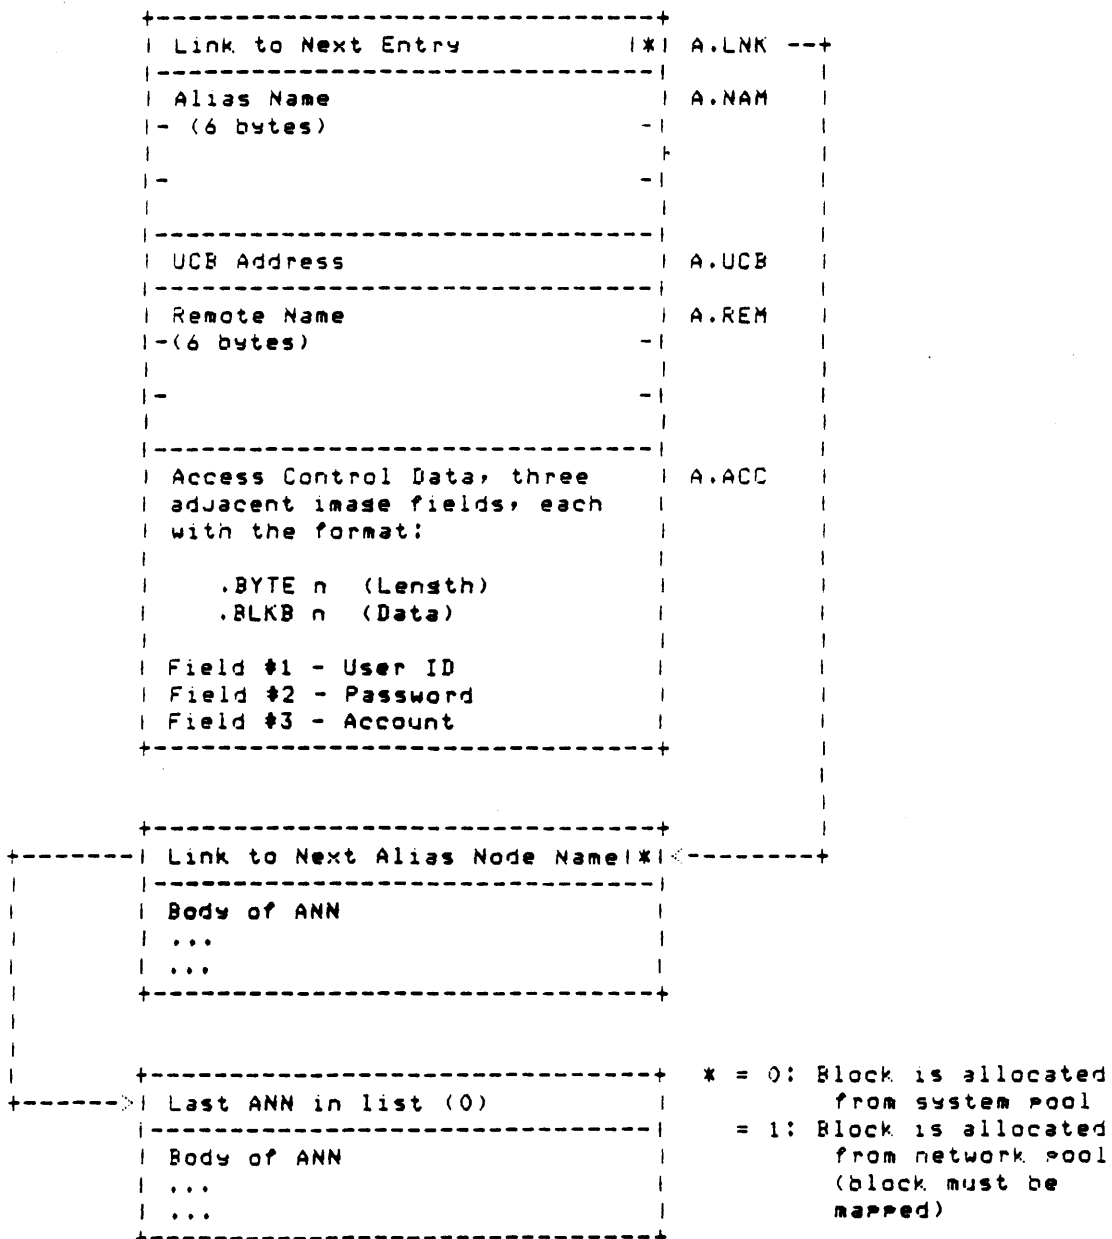 Link to Next Entry |*| A.LNK
Alias Name A.NAM
- (6 bytes) -
- -
UCB Address A.UCB
Remote Name A.REM
-(6 bytes) -
- -
Access Control Data, three A.ACC
adjacent image fields, each
with the format:
.BYTE n (Length)
.BLKB n (Data)
Field #1 - User ID
Field #2 - Password
Field #3 - Account
Link to Next Alias Node Name|*|
Body of ANN
...
...
* = 0: Block is allocated
Last ANN in list (0) from system pool
= 1: Block is allocated
Body of ANN from network pool
... (block must be
... mapped)